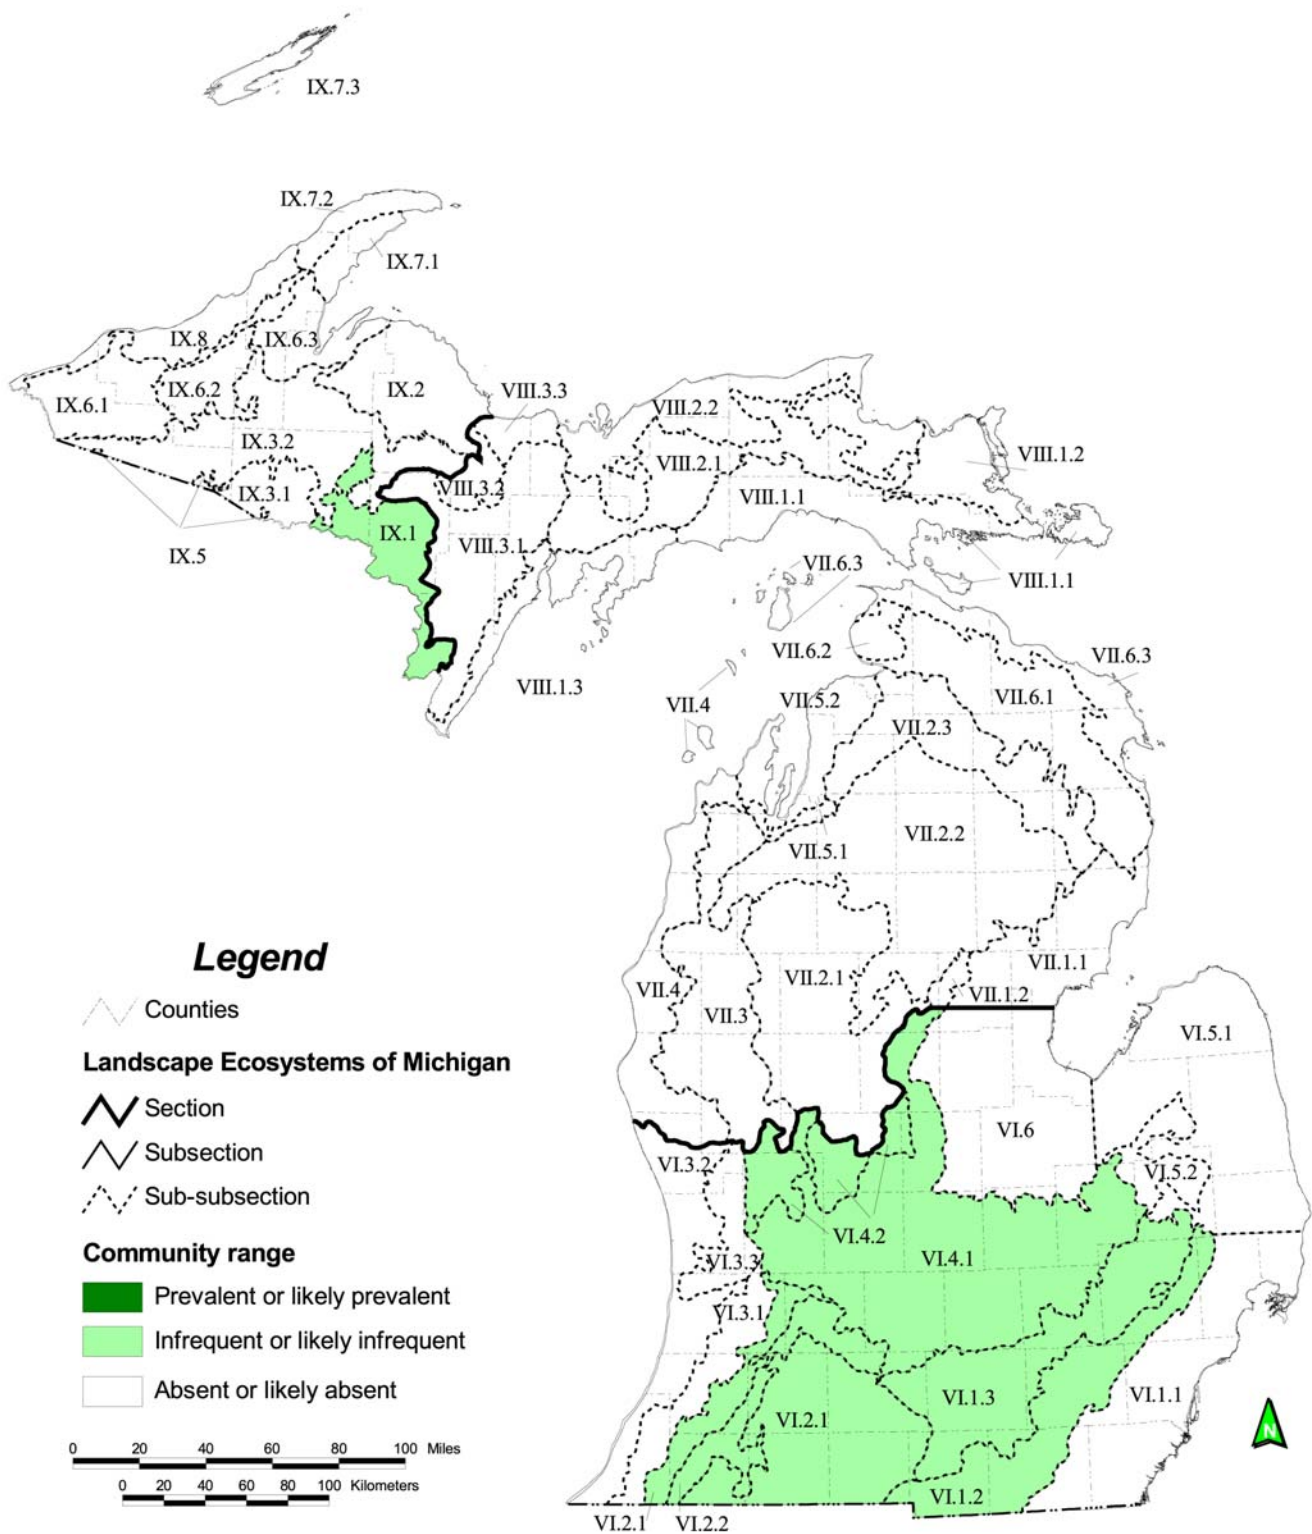 IX.7.3
IX.7.2
IX.7.1
IX.8
IX.6.3
IX.2
VIII.3.3
IX.6.1
IX.6.2
VIII.2.2
IX.3.2
VIII.2.1
VIII.1.2
IX.3.1
VIII.3.2
VIII.1.1
IX.1
VIII.3.1
IX.5
VII.6.3
VIII.1.1
VII.6.2
VII.6.3
VIII.1.3
VII.4
VII.5.2
VII.6.1
VII.2.3
VII.2.2
VII.5.1
VII.4
VII.3
VII.2.1
VII.1.1
VII.1.2
VI.5.1
VI.6
VI.3.2
VI.5.2
VI.4.2
VI.3.3
VI.4.1
VI.3.1
VI.1.3
VI.1.1
VI.2.1
VI.1.2
VI.2.1
VI.2.2
Legend
Counties
Landscape Ecosystems of Michigan
Section
Subsection
Sub-subsection
Community range
Prevalent or likely prevalent
Infrequent or likely infrequent
Absent or likely absent
0 20 40 60 80 100 Miles
0 20 40 60 80 100 Kilometers
N